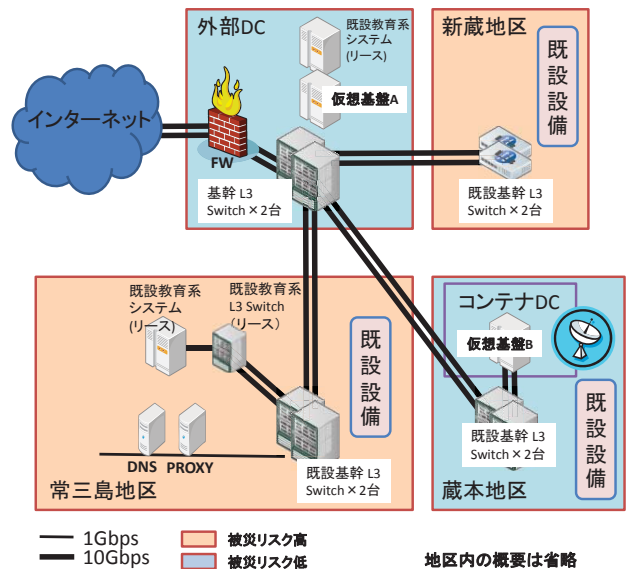 外部DC
既設教育系
システム
(リース)
仮想基盤A
インターネット
FW
基幹 L3
Switch×2台
新蔵地区
既設設備
既設基幹 L3
Switch×2台
既設教育系
システム
(リース)
既設教育系
L3 Switch
(リース）
既設設備
DNS
PROXY
既設基幹 L3
Switch×2台
常三島地区
コンテナDC
仮想基盤B
既設設備
既設基幹 L3
Switch×2台
蔵本地区
1Gbps
10Gbps
被災リスク高
被災リスク低
地区内の概要は省略